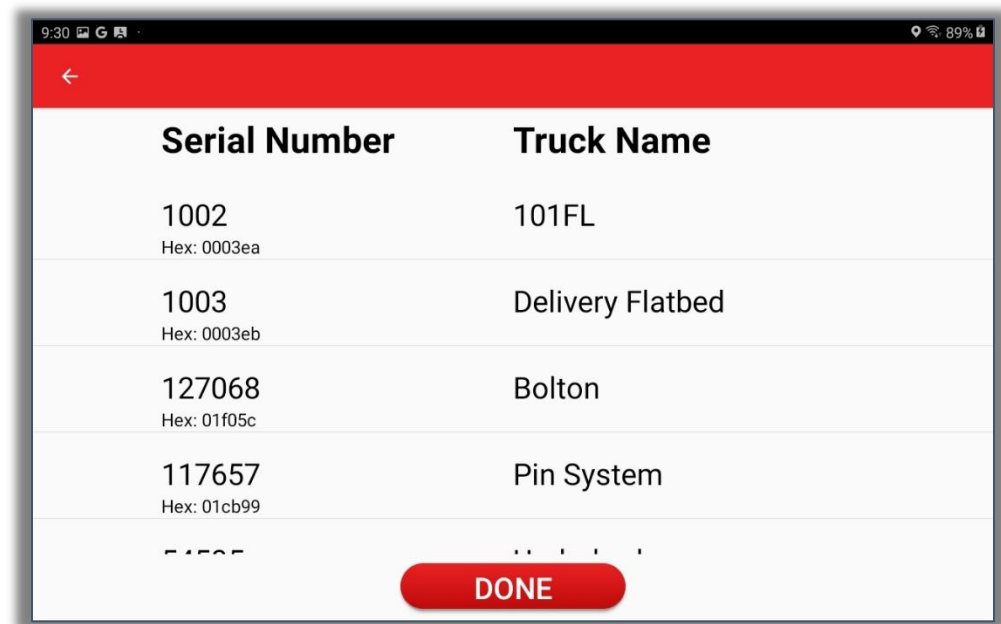 9:30 G 89%
Serial Number Truck Name
1002 101FL
Hex: 0003ea
1003 Delivery Flatbed
Hex: 0003eb
127068 Bolton
Hex: 01f05c
117657 Pin System
Hex: 01cb99
DONE